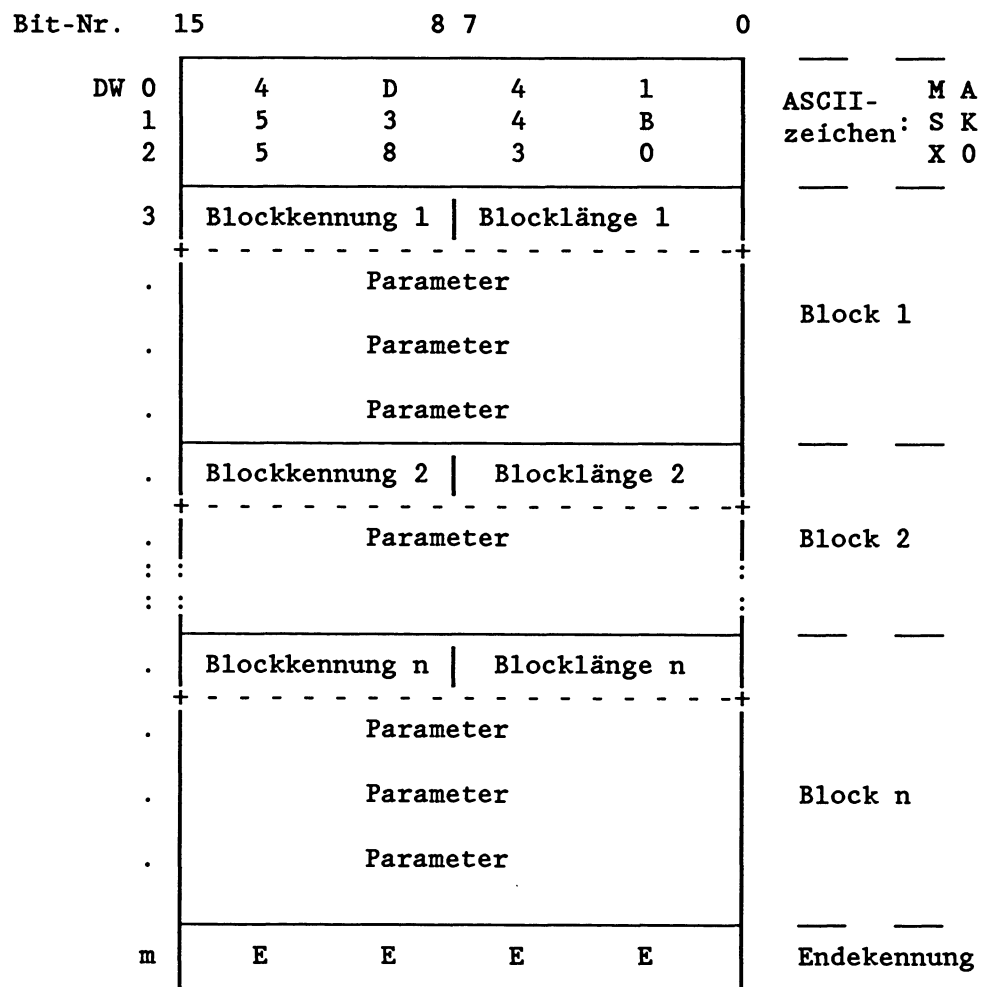 Bit-Nr. 15 8 7 0
DW 0 4 D 4 1 ASCII- M A
1 5 3 4 B zeichen: S K
2 5 8 3 0 X 0
3 Blockkennung 1 | Blocklänge 1
. Parameter
Block 1
. Parameter
. Parameter
. Blockkennung 2 | Blocklänge 2
. Parameter Block 2
:
:
. Blockkennung n | Blocklänge n
. Parameter
. Parameter Block n
. Parameter
m E E E E Endekennung